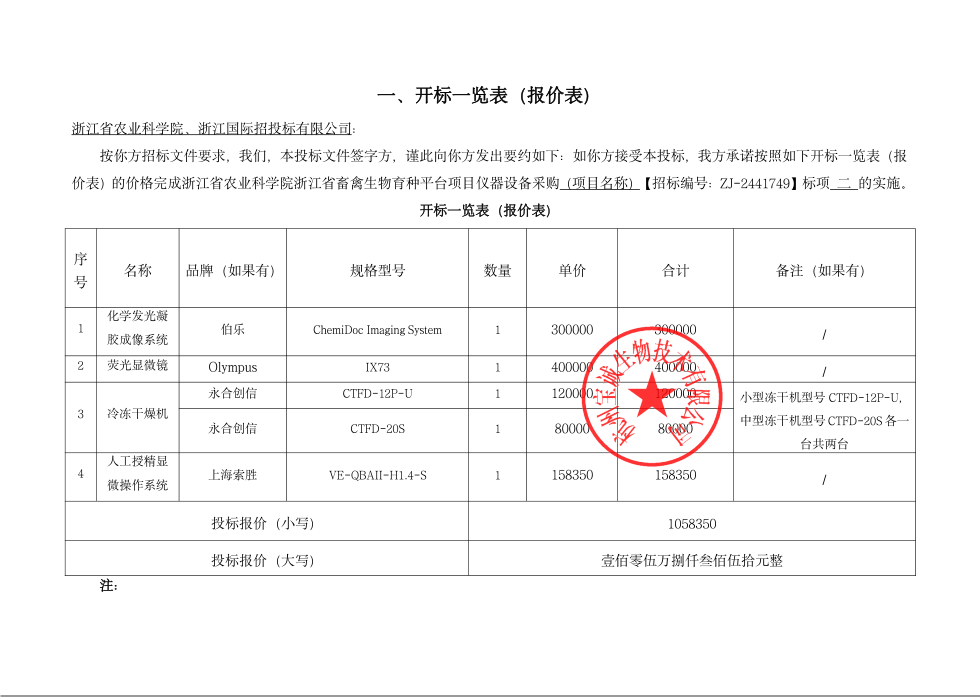 一、开标一览表（报价表）
浙江省农业科学院、浙江国际招投标有限公司：
按你方招标文件要求，我们，本投标文件签字方，谨此向你方发出要约如下：如你方接受本投标，我方承诺按照如下开标一览表（报
价表）的价格完成浙江省农业科学院浙江省畜禽生物育种平台项目仪器设备采购（项目名称）【招标编号：ZJ-2441749】标项 二 的实施。
开标一览表（报价表）
序号 名称 品牌（如果有） 规格型号 数量 单价 合计 备注（如果有）
1 化学发光凝胶成像系统 伯乐 ChemiDoc Imaging System 1 300000 300000 /
2 荧光显微镜 Olympus IX73 1 400000 400000 /
3 冷冻干燥机 永合创信 CTFD-12P-U 1 120000 120000 小型冻干机型号 CTFD-12P-U，中型冻干机型号 CTFD-20S 各一台共两台
永合创信 CTFD-20S 1 80000 80000
4 人工授精显微操作系统 上海索胜 VE-QBAII-H1.4-S 1 158350 158350 /
投标报价（小写） 1058350
投标报价（大写） 壹佰零伍万捌仟叁佰伍拾元整
注：
杭州宝诚生物技术有限公司